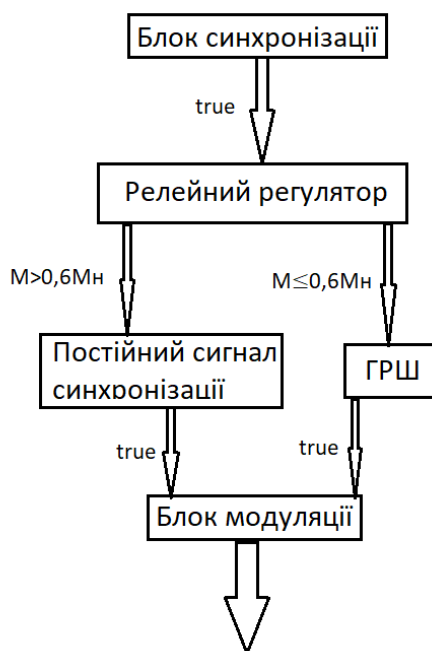 Блок синхронізації
true
Релейний регулятор
М>0,6Мн
М≤0,6Мн
Постійний сигнал
синхронізації
ГРШ
true
true
Блок модуляції